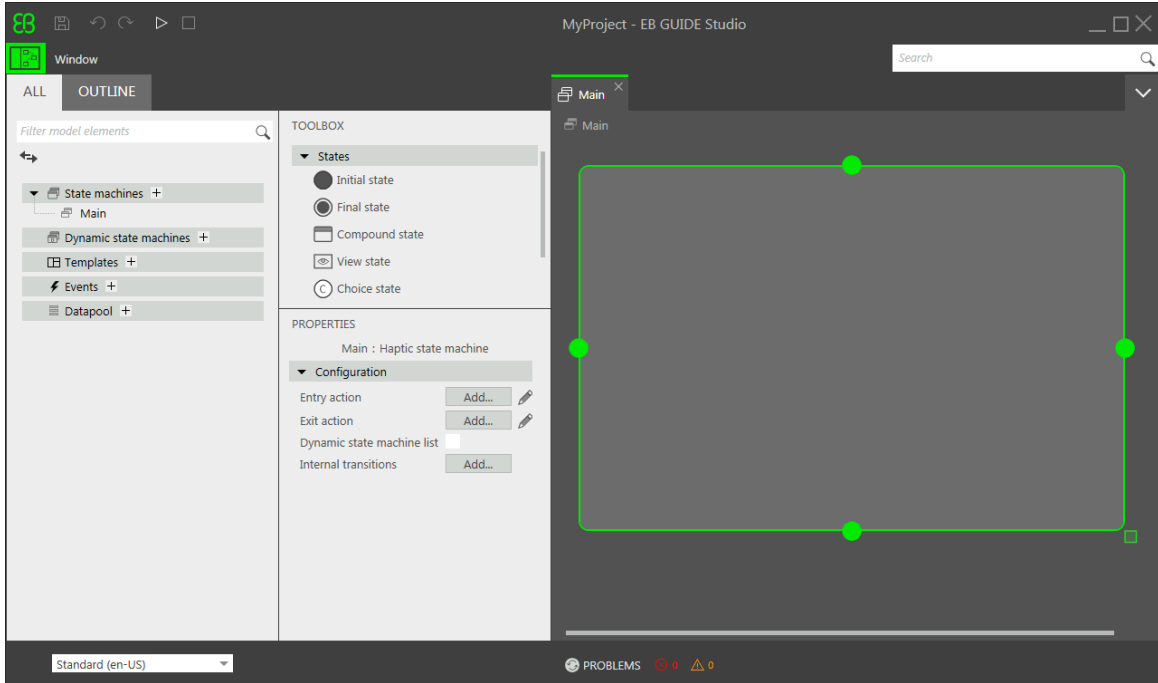 EB
MyProject - EB GUIDE Studio
Window
Search
ALL
OUTLINE
Filter model elements
State machines +
Main
Dynamic state machines +
Templates +
Events +
Datapool +
TOOLBOX
States
Initial state
Final state
Compound state
View state
C Choice state
PROPERTIES
Main : Haptic state machine
Configuration
Entry action Add...
Exit action Add...
Dynamic state machine list
Internal transitions Add...
Main
Main
Standard (en-US)
PROBLEMS 0 0